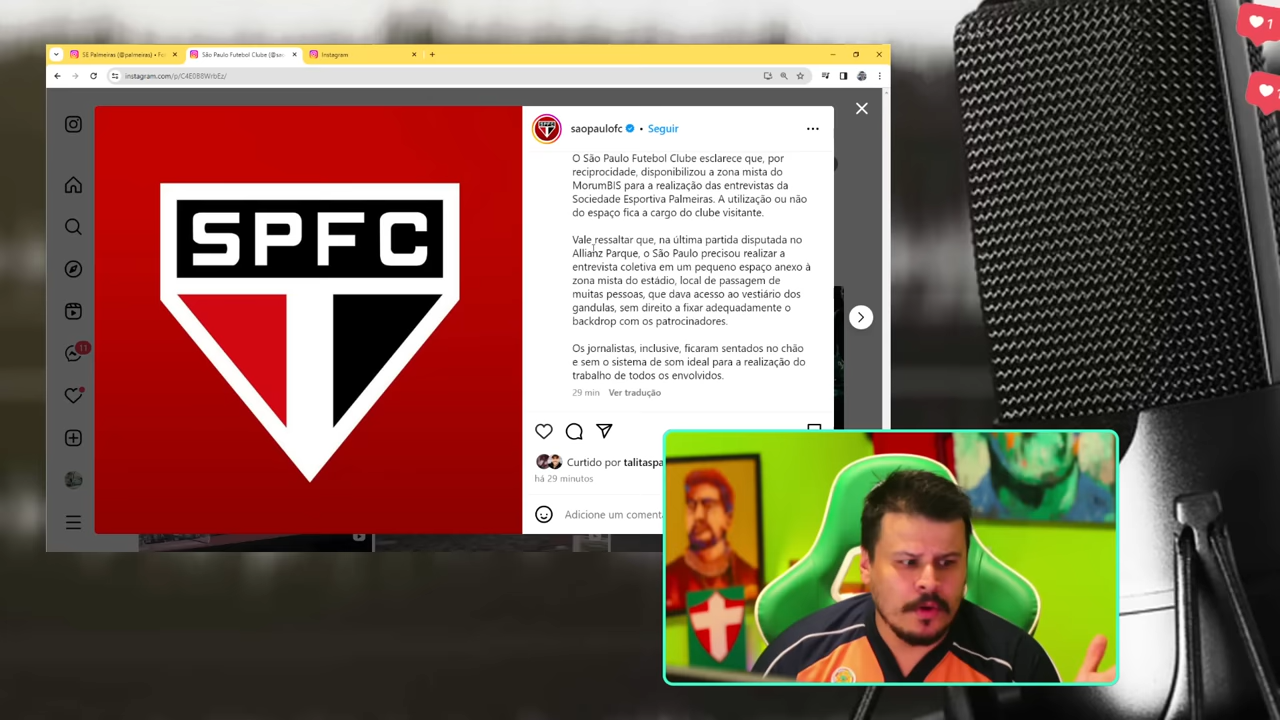 SE Palmeiras (@palmeiras) • Fo
São Paulo Futebol Clube (@sa
Instagram
instagram.com/p/C4E0B8WrbEz/
saopaulofc • Seguir
SPFC
O São Paulo Futebol Clube esclarece que, por
reciprocidade, disponibilizou a zona mista do
MorumBIS para a realização das entrevistas da
Sociedade Esportiva Palmeiras. A utilização ou não
do espaço fica a cargo do clube visitante.
Vale ressaltar que, na última partida disputada no
Allianz Parque, o São Paulo precisou realizar a
entrevista coletiva em um pequeno espaço anexo à
zona mista do estádio, local de passagem de
muitas pessoas, que dava acesso ao vestiário dos
gandulas, sem direito a fixar adequadamente o
backdrop com os patrocinadores.
Os jornalistas, inclusive, ficaram sentados no chão
e sem o sistema de som ideal para a realização do
trabalho de todos os envolvidos.
29 min Ver tradução
11
Curtido por talitaspa
há 29 minutos
Adicione um comenta
SPFC
1
1